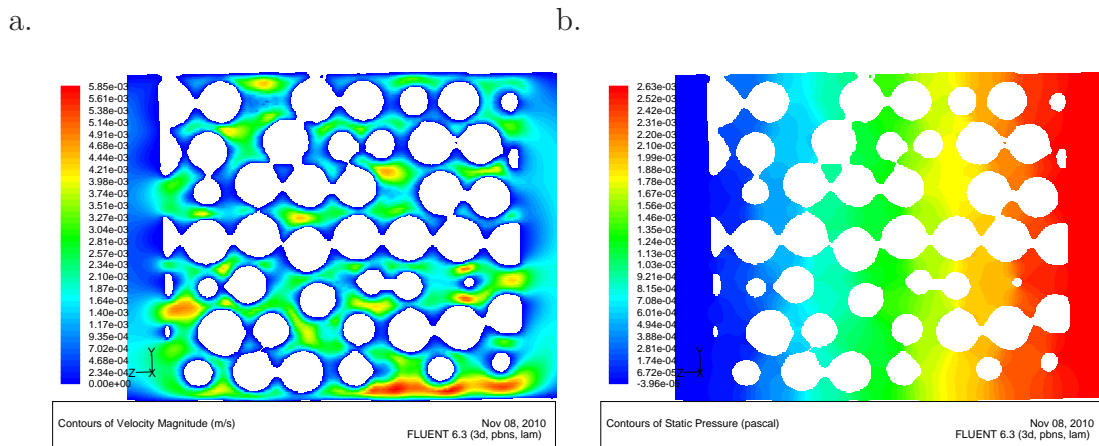 a.
5.85e-03
5.61e-03
5.38e-03
5.14e-03
4.91e-03
4.68e-03
4.44e-03
4.21e-03
3.98e-03
3.74e-03
3.51e-03
3.27e-03
3.04e-03
2.81e-03
2.57e-03
2.34e-03
2.10e-03
1.87e-03
1.64e-03
1.40e-03
1.17e-03
9.35e-04
7.02e-04
4.68e-04
2.34e-04
0.00e+00
Y
Z X
Contours of Velocity Magnitude (m/s)
Nov 08, 2010
FLUENT 6.3 (3d, pbns, lam)
b.
2.63e-03
2.52e-03
2.42e-03
2.31e-03
2.20e-03
2.10e-03
1.99e-03
1.88e-03
1.78e-03
1.67e-03
1.56e-03
1.46e-03
1.35e-03
1.24e-03
1.13e-03
1.03e-03
9.21e-04
8.15e-04
7.08e-04
6.01e-04
4.94e-04
3.88e-04
2.81e-04
1.74e-04
6.72e-05
-3.96e-05
Y
Z X
Contours of Static Pressure (pascal)
Nov 08, 2010
FLUENT 6.3 (3d, pbns, lam)